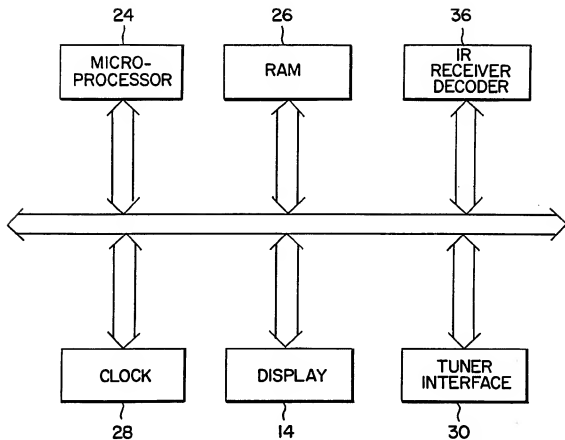 24
26
36
MICRO-
PROCESSOR
RAM
IR
RECEIVER
DECODER
CLOCK
DISPLAY
TUNER
INTERFACE
28
14
30